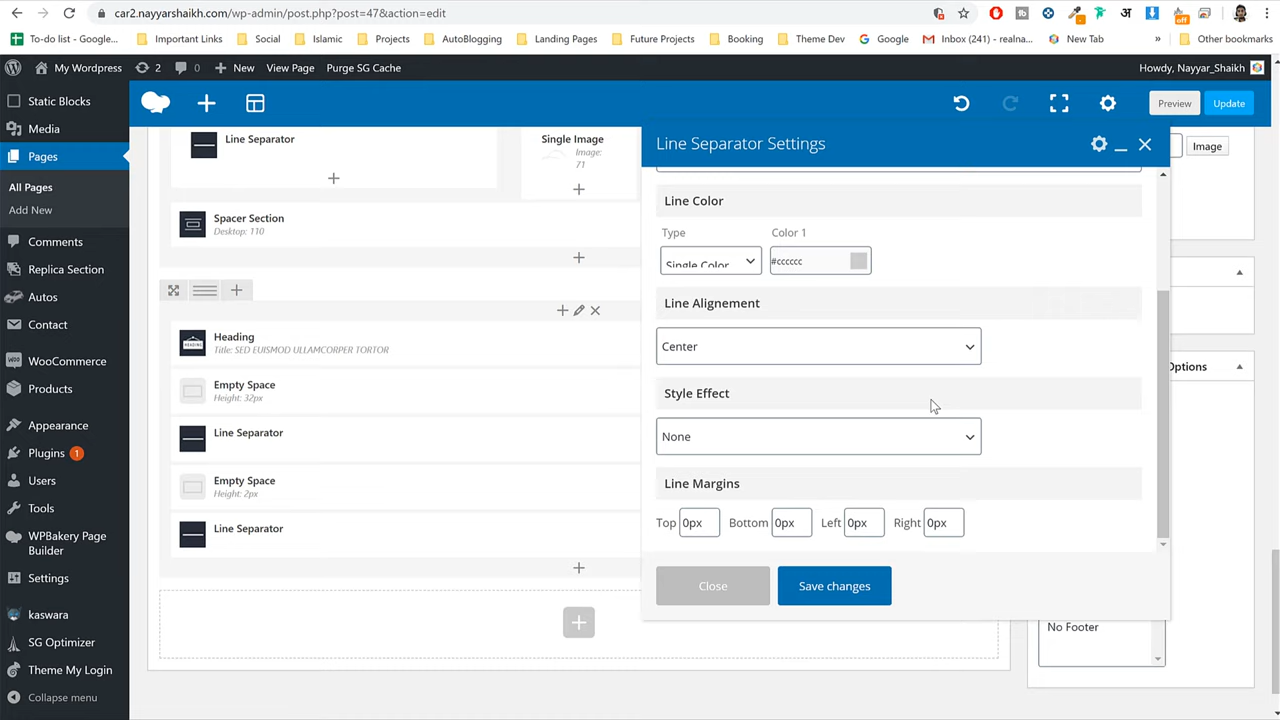 car2.nayyarshaikh.com/wp-admin/post.php?post=47&action=edit
off
To-do list - Google... Important Links Social Islamic Projects AutoBlogging Landing Pages Future Projects Booking Theme Dev Google Inbox (241) - realna... New Tab » Other bookmarks
My Wordpress 2 0 New View Page Purge SG Cache Howdy, Nayyar_Shaikh
Static Blocks
Media
Pages
All Pages
Add New
Comments
Replica Section
Autos
Contact
WooCommerce
Products
Appearance
Plugins 1
Users
Tools
WPBakery Page
Builder
Settings
kaswara
SG Optimizer
Theme My Login
Collapse menu
Preview Update
Line Separator
Single Image
Image:
71
Spacer Section
Desktop: 110
Heading
Title: SED EUISMOD ULLAMCORPER TORTOR
Empty Space
Height: 32px
Line Separator
Empty Space
Height: 2px
Line Separator
Line Separator Settings
Line Color
Type Color 1
Single Color #cccccc
Line Alignement
Center
Style Effect
None
Line Margins
Top 0px Bottom 0px Left 0px Right 0px
Close Save changes
Image
Options
No Footer